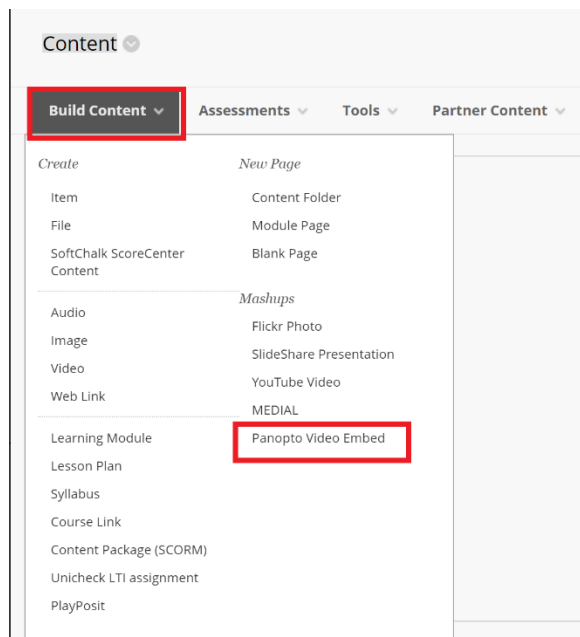 Content
Build Content
Assessments
Tools
Partner Content
Create
Item
File
SoftChalk ScoreCenter
Content
Audio
Image
Video
Web Link
Learning Module
Lesson Plan
Syllabus
Course Link
Content Package (SCORM)
Unicheck LTI assignment
PlayPosit
New Page
Content Folder
Module Page
Blank Page
Mashups
Flickr Photo
SlideShare Presentation
YouTube Video
MEDIAL
Panopto Video Embed